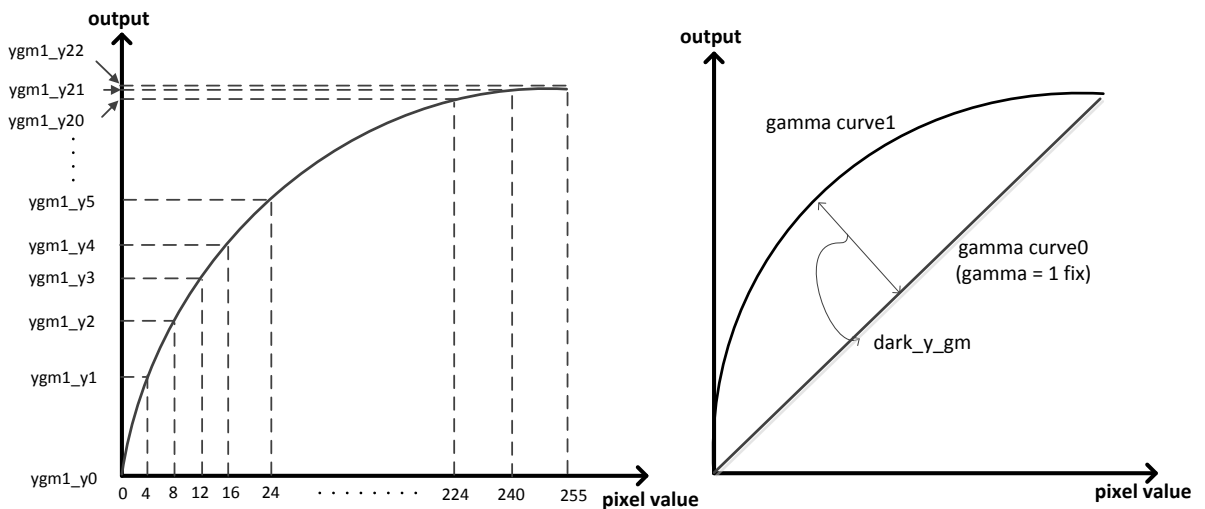 output
ygm1_y22
ygm1_y21
ygm1_y20
ygm1_y5
ygm1_y4
ygm1_y3
ygm1_y2
ygm1_y1
ygm1_y0
0 4 8 12 16 24 . . . . . . . . 224 240 255
pixel value
output
gamma curve1
gamma curve0
(gamma = 1 fix)
dark_y_gm
pixel value